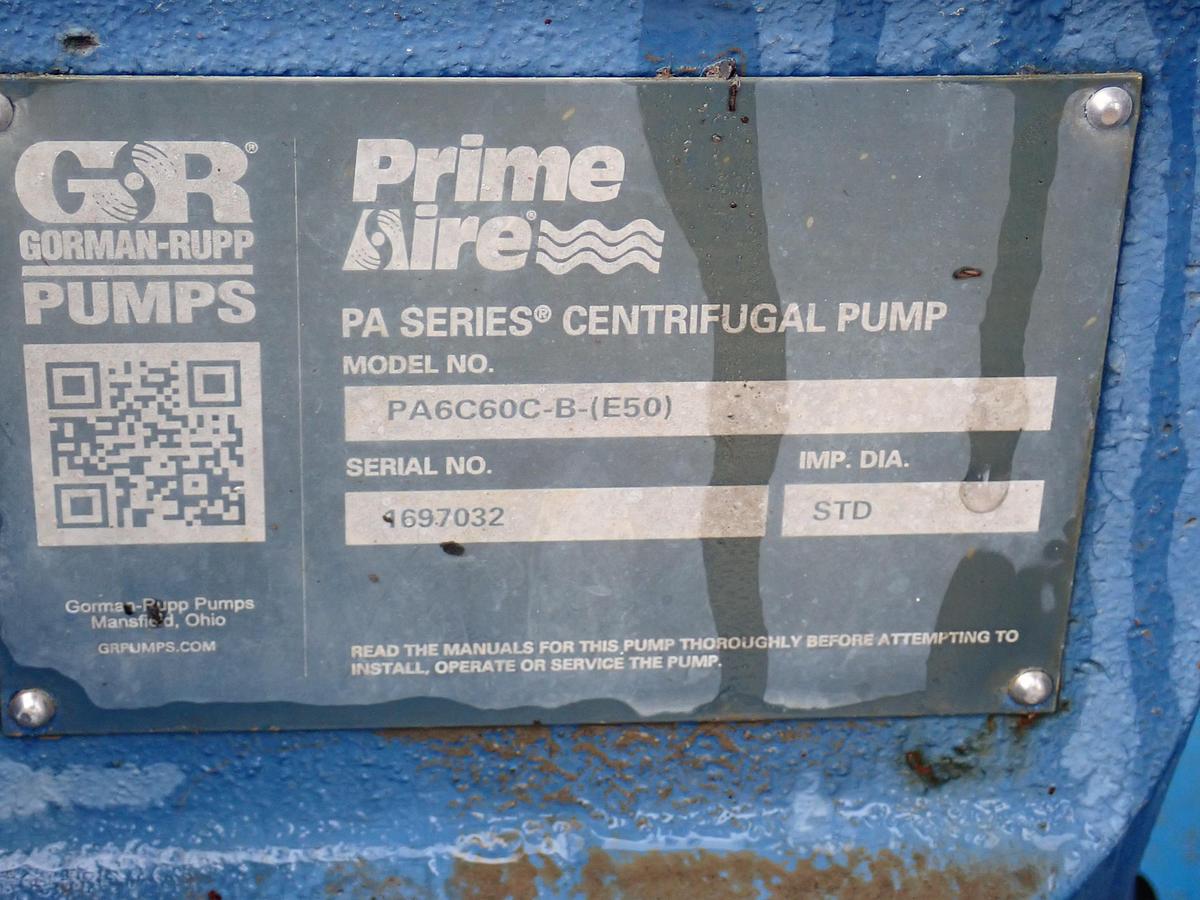 GR®
GORMAN-RUPP
PUMPS
Gorman-Rupp Pumps
Mansfield, Ohio
GRPUMPS.COM
Prime
Aire®
PA SERIES® CENTRIFUGAL PUMP
MODEL NO.
PA6C60C-B-(E50)
SERIAL NO.
1697032
IMP. DIA.
STD
READ THE MANUALS FOR THIS PUMP THOROUGHLY BEFORE ATTEMPTING TO
INSTALL, OPERATE OR SERVICE THE PUMP.